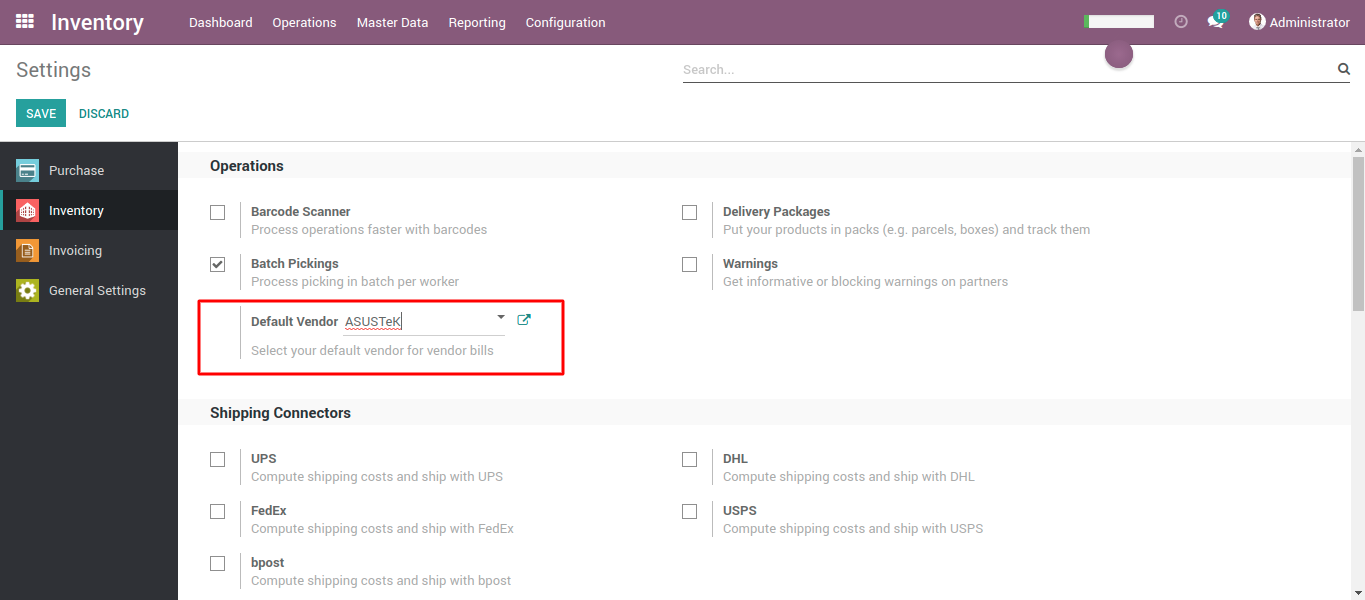 Inventory Dashboard Operations Master Data Reporting Configuration 10 Administrator
Settings
Search...
SAVE DISCARD
Purchase
Inventory
Invoicing
General Settings
Operations
Barcode Scanner
Process operations faster with barcodes
Delivery Packages
Put your products in packs (e.g. parcels, boxes) and track them
Batch Pickings
Process picking in batch per worker
Warnings
Get informative or blocking warnings on partners
Default Vendor ASUSTeK
Select your default vendor for vendor bills
Shipping Connectors
UPS
Compute shipping costs and ship with UPS
DHL
Compute shipping costs and ship with DHL
FedEx
Compute shipping costs and ship with FedEx
USPS
Compute shipping costs and ship with USPS
bpost
Compute shipping costs and ship with bpost